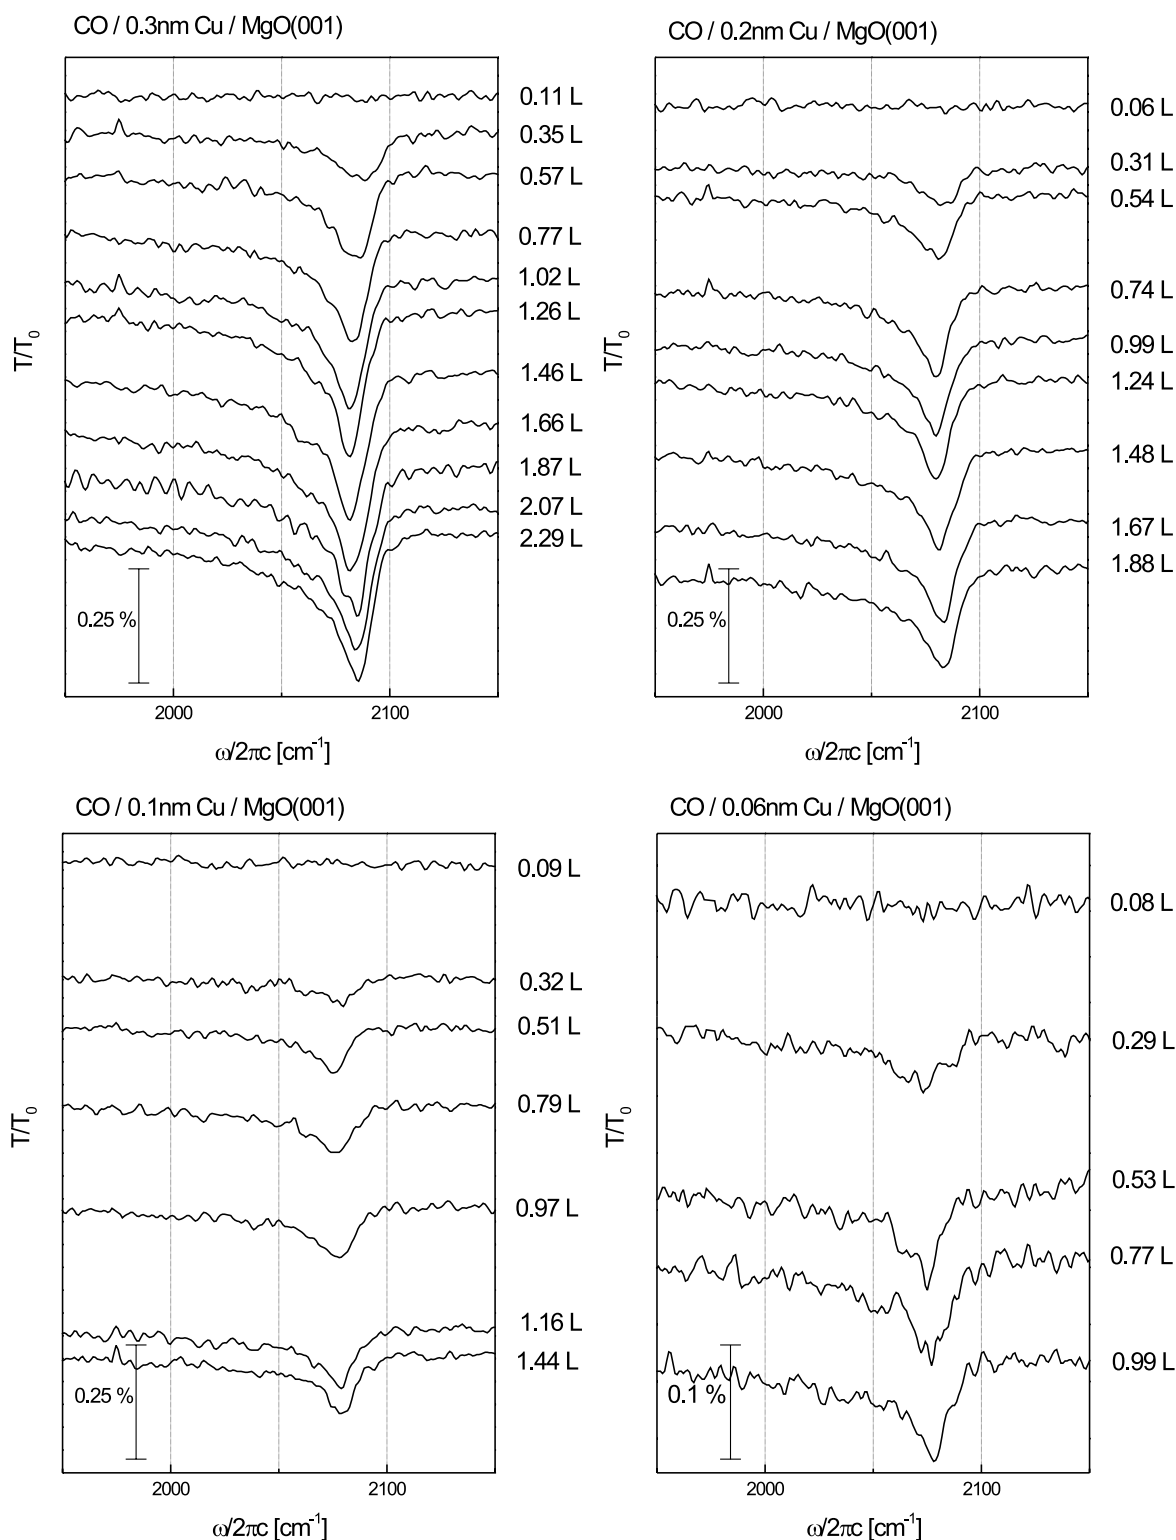 CO / 0.3nm Cu / MgO(001)
0.11 L
0.35 L
0.57 L
0.77 L
1.02 L
1.26 L
1.46 L
1.66 L
1.87 L
2.07 L
2.29 L
0.25 %
T/T0
2000
2100
ω/2πc [cm-1]
CO / 0.2nm Cu / MgO(001)
0.06 L
0.31 L
0.54 L
0.74 L
0.99 L
1.24 L
1.48 L
1.67 L
1.88 L
0.25 %
T/T0
2000
2100
ω/2πc [cm-1]
CO / 0.1nm Cu / MgO(001)
0.09 L
0.32 L
0.51 L
0.79 L
0.97 L
1.16 L
1.44 L
0.25 %
T/T0
2000
2100
ω/2πc [cm-1]
CO / 0.06nm Cu / MgO(001)
0.08 L
0.29 L
0.53 L
0.77 L
0.99 L
0.1 %
T/T0
2000
2100
ω/2πc [cm-1]